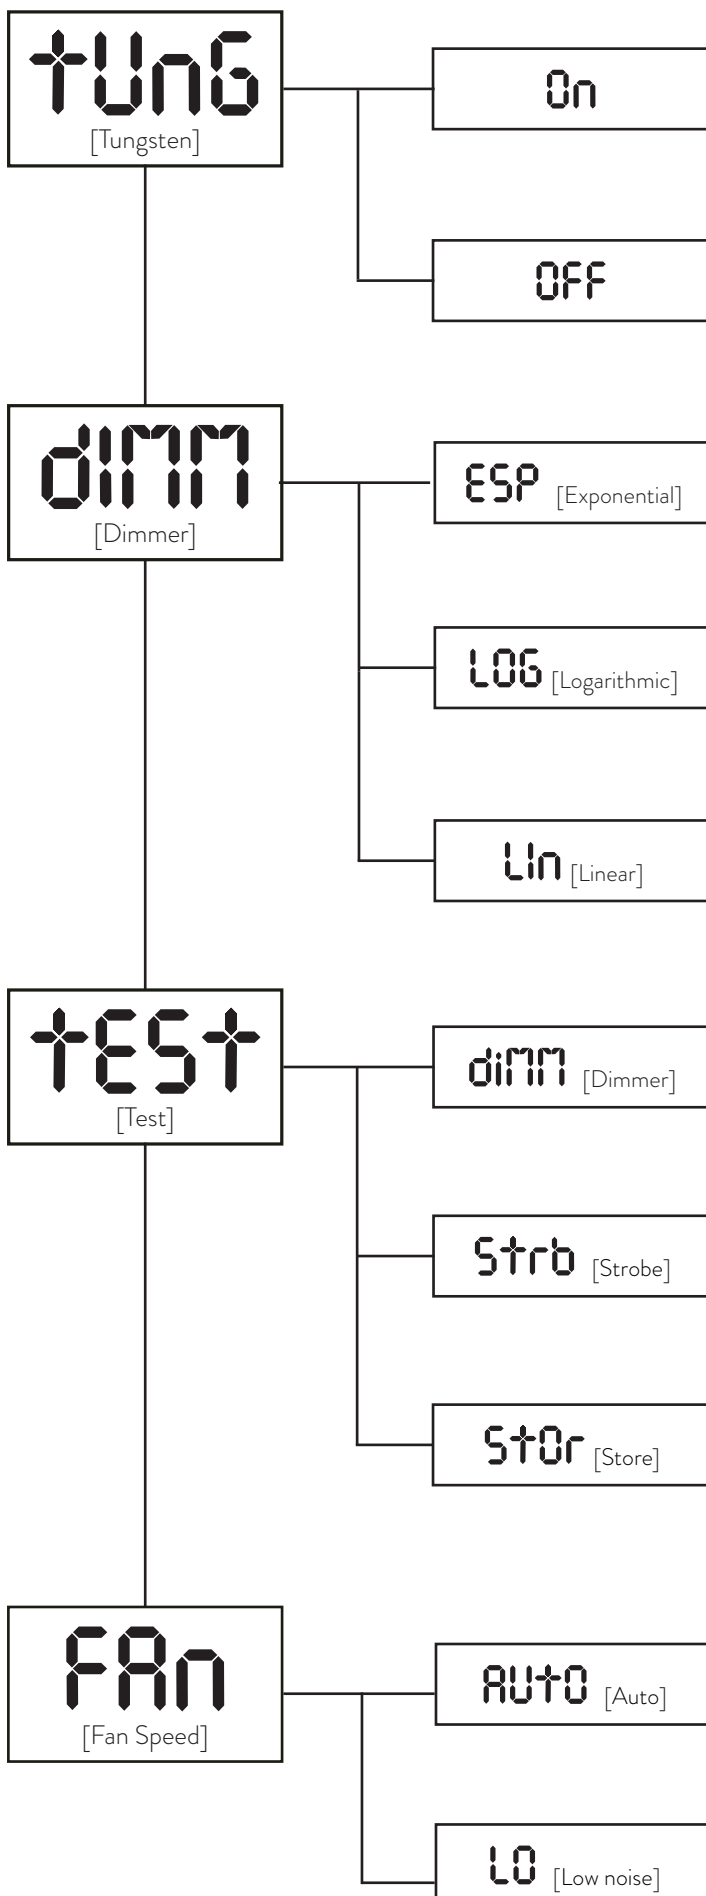 tUnG
[Tungsten]
On
OFF
dIMM
[Dimmer]
ESP [Exponential]
LOG [Logarithmic]
LIn [Linear]
tESt
[Test]
diMM [Dimmer]
Strb [Strobe]
StOr [Store]
FAn
[Fan Speed]
AUtO [Auto]
LO [Low noise]